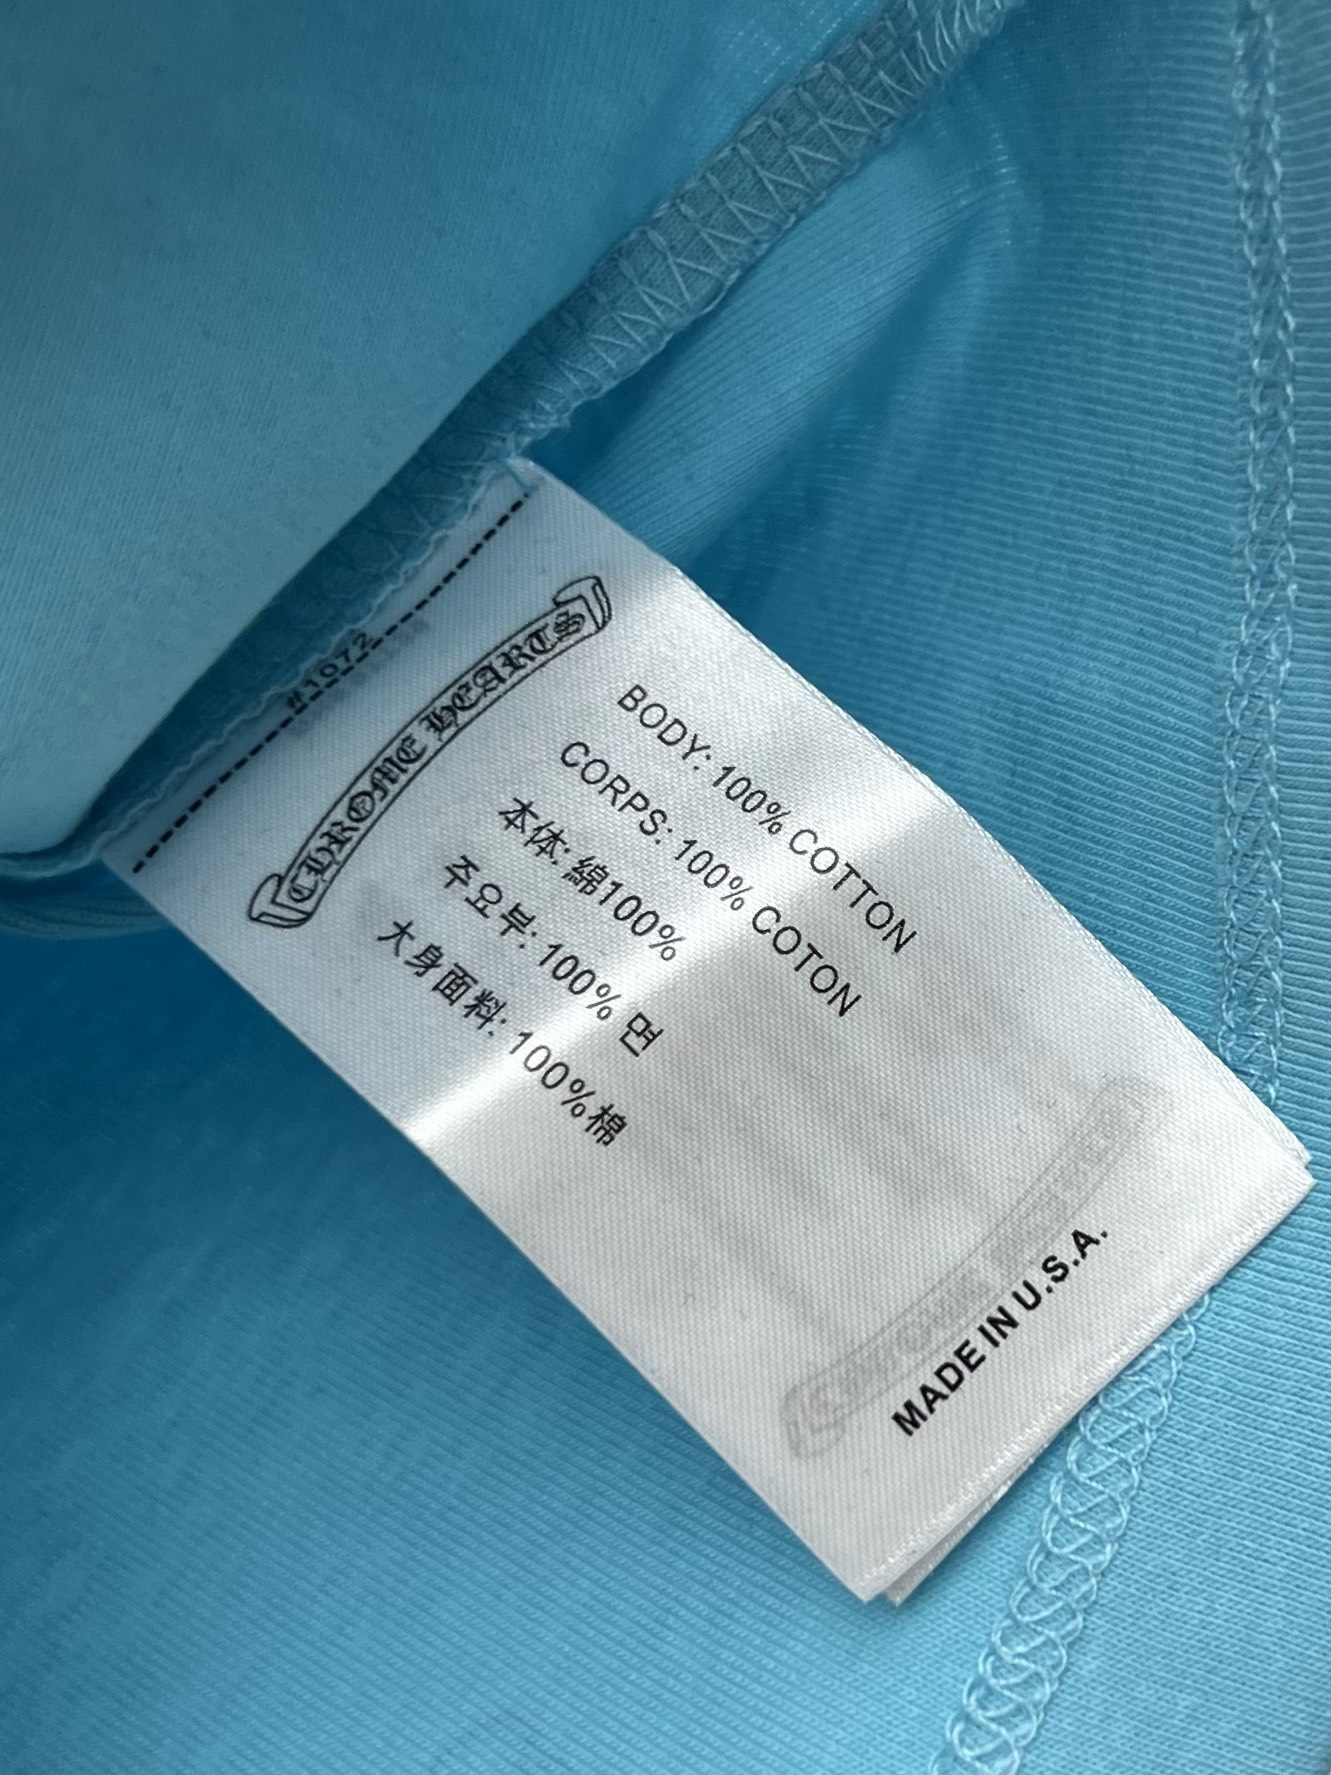 #1072
CHROME HEARTS
BODY: 100% COTTON
CORPS: 100% COTON
本体: 綿100%
주요부: 100% 면
大身面料: 100%棉
MADE IN U.S.A.